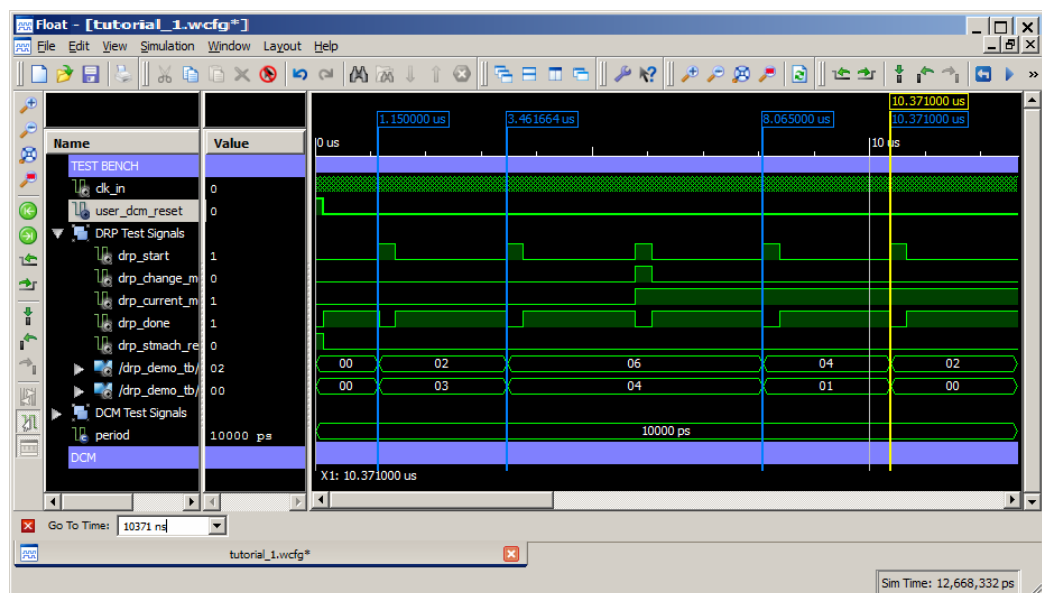 Float - [tutorial_1.wcfg*]
File Edit View Simulation Window Layout Help
10.371000 us
1.150000 us 3.461664 us 8.065000 us 10.371000 us
Name Value 0 us 10 us
TEST BENCH
clk_in 0
user_dcm_reset 0
DRP Test Signals
drp_start 1
drp_change_m 0
drp_current_m 1
drp_done 1
drp_stmach_re 0
/drp_demo_tb/ 02 00 02 06 04 02
/drp_demo_tb/ 00 00 03 04 01 00
DCM Test Signals
period 10000 ps 10000 ps
DCM
X1: 10.371000 us
Go To Time: 10371 ns
tutorial_1.wcfg*
Sim Time: 12,668,332 ps